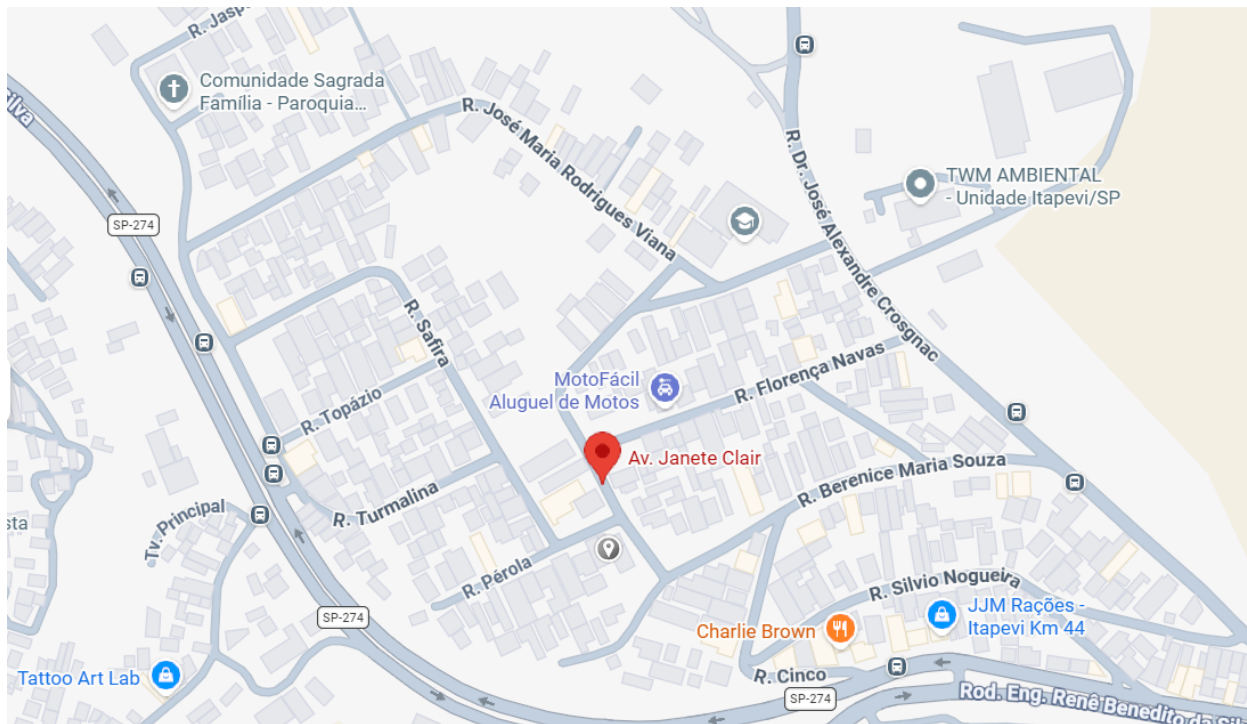 R. Jaspe
Comunidade Sagrada
Família - Paroquia...
Silva
R. José Maria Rodrigues Viana
R. Dr. José Alexandre Crosgnac
TWM AMBIENTAL
- Unidade Itapevi/SP
SP-274
R. Safira
MotoFácil
Aluguel de Motos
R. Florença Navas
R. Topázio
Av. Janete Clair
R. Berenice Maria Souza
R. Turmalina
Tv. Principal
sta
R. Pérola
R. Silvio Nogueira
SP-274
JJM Rações -
Itapevi Km 44
Charlie Brown
Tattoo Art Lab
R. Cinco
SP-274
Rod. Eng. Renê Benedito da Sil